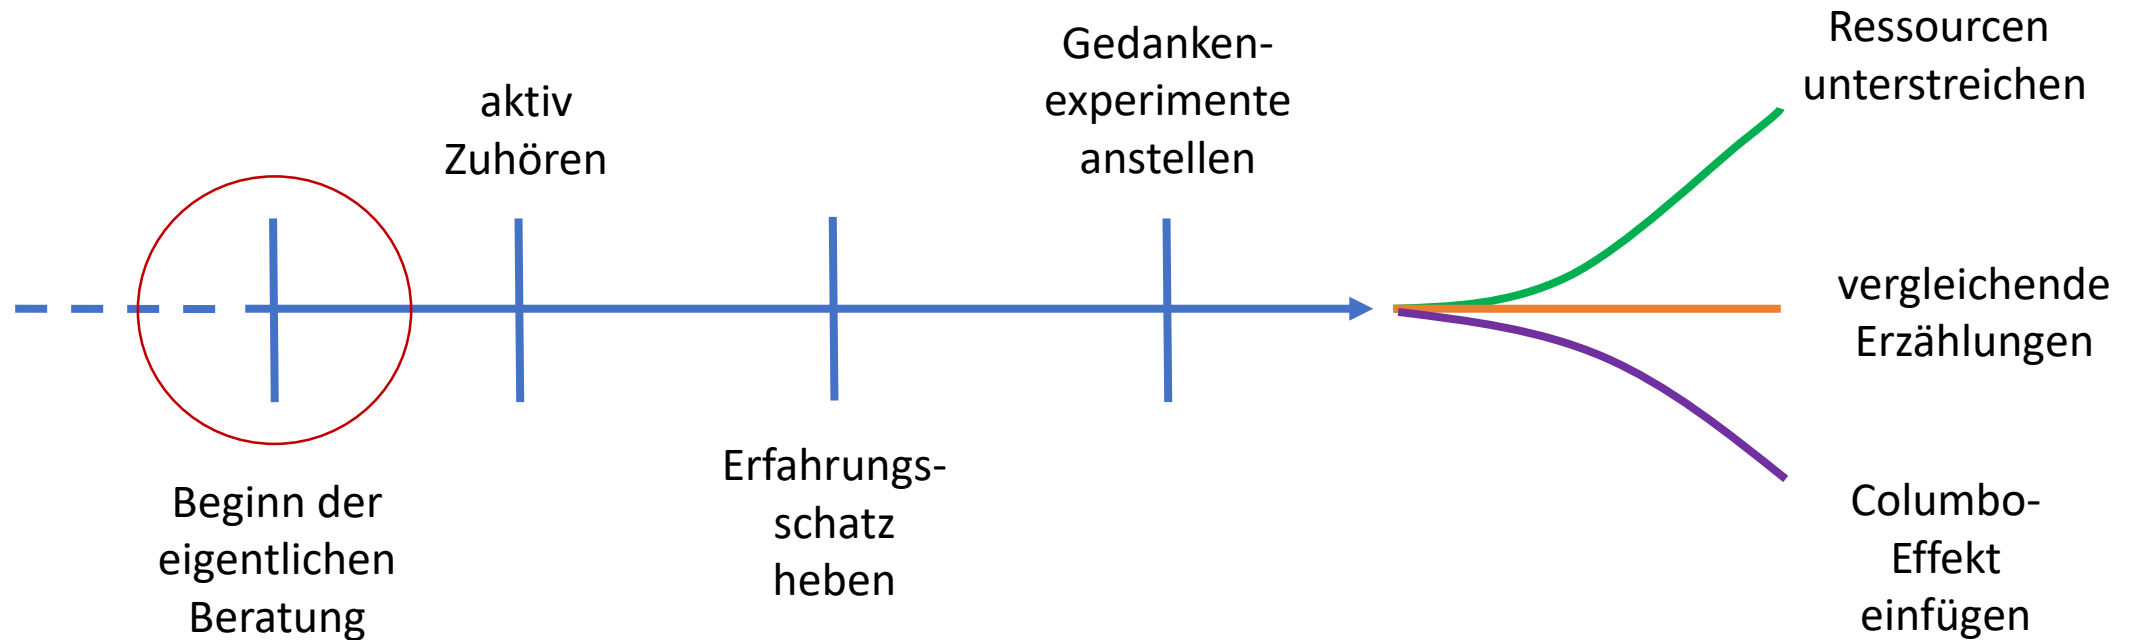 Beginn der
eigentlichen
Beratung
aktiv
Zuhören
Erfahrungs-
schatz
heben
Gedanken-
experimente
anstellen
Ressourcen
unterstreichen
vergleichende
Erzählungen
Columbo-
Effekt
einfügen